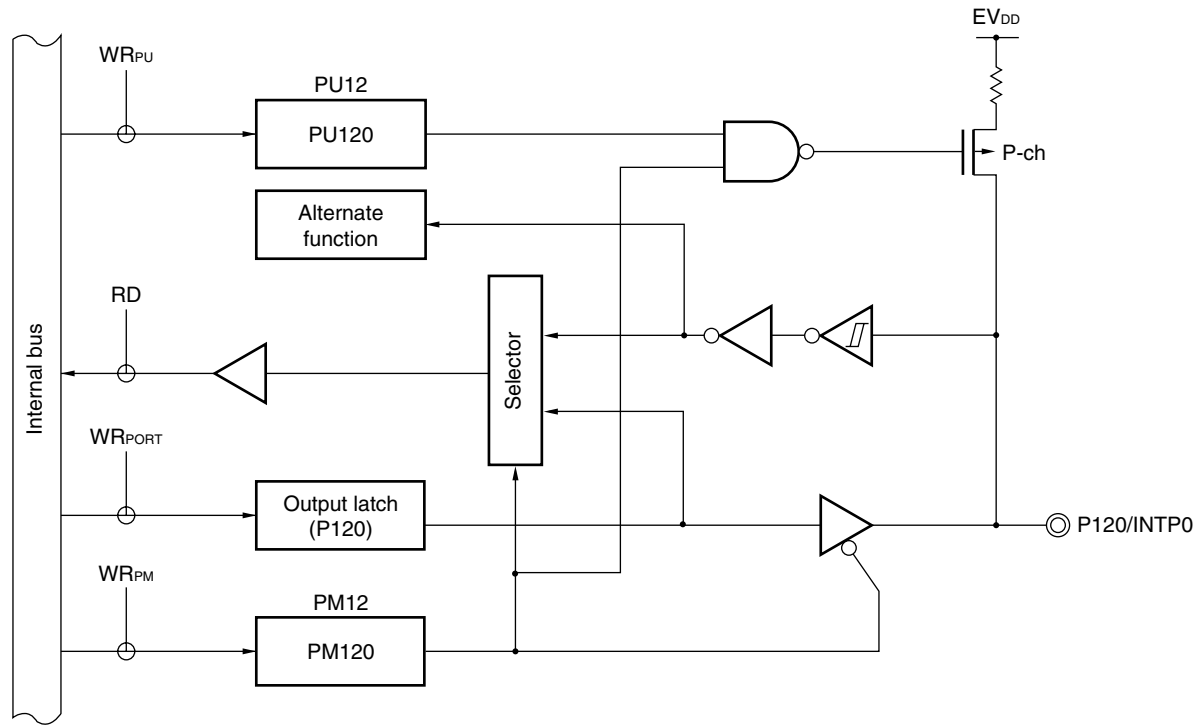 EVDD
WRPU
PU12
PU120
P-ch
Alternate
function
RD
Selector
Internal bus
WRPORT
Output latch
(P120)
P120/INTP0
WRPM
PM12
PM120